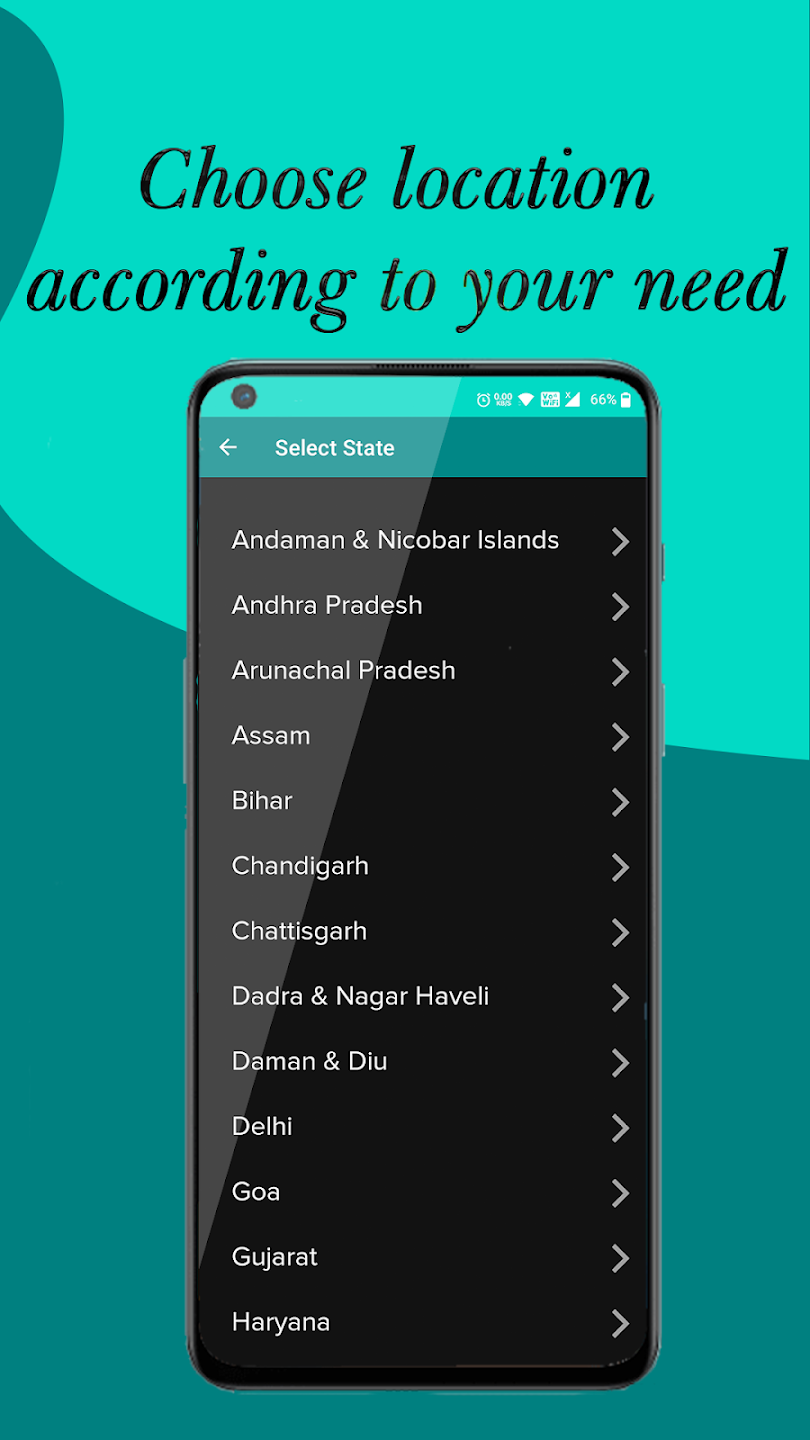 Choose location
according to your need
0.00
KB/S
Vo
WiFi
X
66%
Select State
Andaman & Nicobar Islands
Andhra Pradesh
Arunachal Pradesh
Assam
Bihar
Chandigarh
Chattisgarh
Dadra & Nagar Haveli
Daman & Diu
Delhi
Goa
Gujarat
Haryana